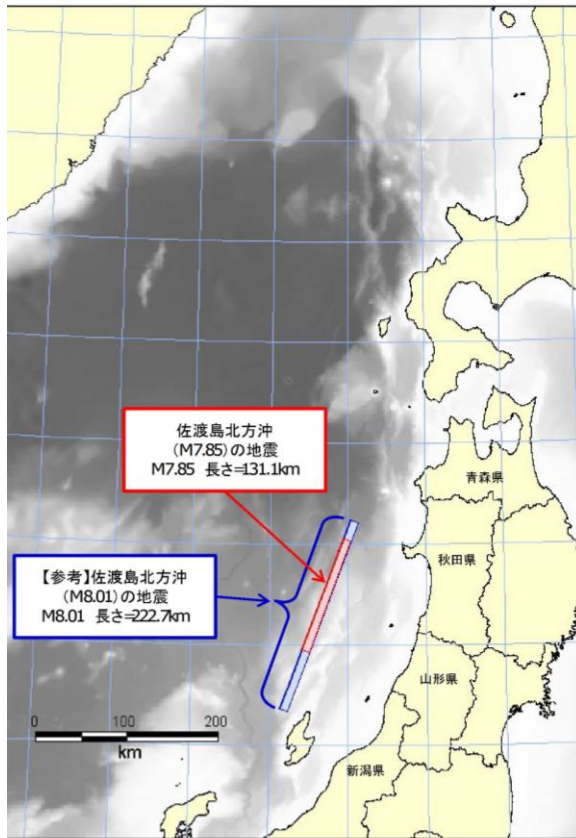 佐渡島北方沖
(M7.85)の地震
M7.85 長さ=131.1km
青森県
秋田県
【参考】佐渡島北方沖
(M8.01)の地震
M8.01 長さ=222.7km
山形県
0 100 200
km
新潟県